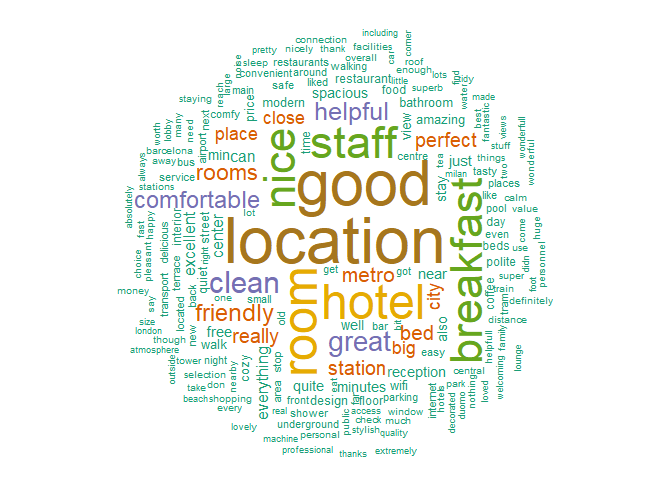 including
connection
pretty
nicely
thank
facilities
car
corner
noise
sleep
restaurants
overall
roof
large
convenient
around
walking
enough
lots
tidy
reach
main
safe
liked
restaurant
little
find
water
staying
modern
spacious
food
superb
made
price
helpful
bathroom
best
fantastic
worth
lobby
many
need
next
comfy
close
view
amazing
views
wonderfull
wonderful
place
time
staff
perfect
stuff
barcelona
airport
min
can
nice
centre
tea
just
things
two
always
away
bus
rooms
good
stay
milan
tasty
service
places
stations
comfortable
like
calm
absolutely
interior
excellent
right
street
center
lot
location
breakfast
pool
value
day
choice
fast
happy
pleasant
terrace
delicious
quiet
even
come
huge
beds
use
didn
personnel
transport
located
back
clean
room
get
metro
got
near
polite
super
foot
money
say
one
small
hotel
city
coffee
train
tram
definitely
size
new
free
friendly
old
well
bar
bit
also
distance
london
though
walk
really
great
bed
easy
helpfull
family
atmosphere
tower
night
cozy
everything
stop
big
central
welcoming
lounge
outside
selection
nearby
area
station
reception
take
don
quite
minutes
eat
far
wifi
internet
park
nothing
loved
beach
shopping
front
design
floor
parking
hotels
decorated
duomo
every
real
shower
public
access
window
check
much
lovely
underground
stylish
quality
machine
personal
professional
thanks
extremely